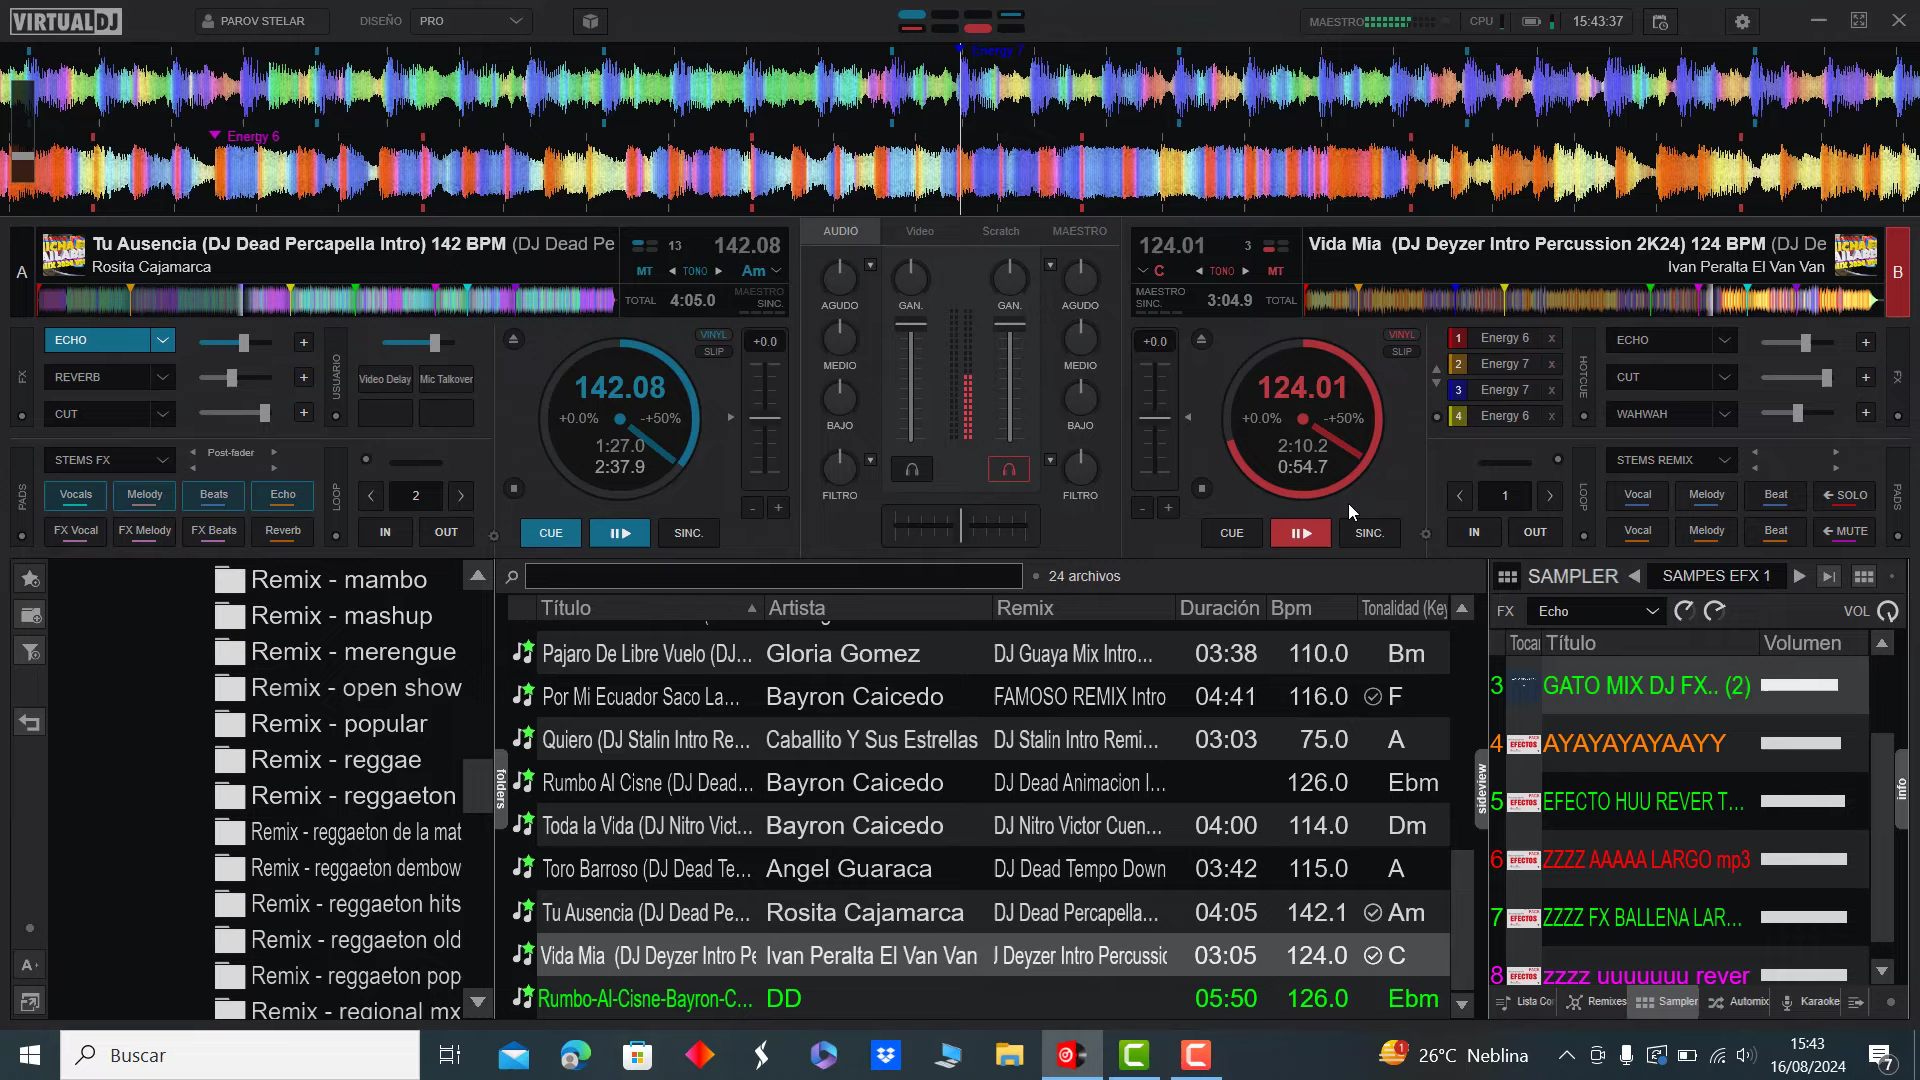 VIRTUALDJ
PAROV STELAR
DISEÑO
PRO
MAESTRO
CPU
15:43:37
Energy 7
Energy 6
A
Tu Ausencia (DJ Dead Percapella Intro) 142 BPM (DJ Dead Pe
Rosita Cajamarca
13
142.08
MT
TONO
Am
TOTAL 4:05.0
MAESTRO
SINC.
AUDIO
Video
Scratch
MAESTRO
124.01
3
C
TONO
MT
MAESTRO
SINC.
3:04.9 TOTAL
Vida Mia (DJ Deyzer Intro Percussion 2K24) 124 BPM (DJ De
Ivan Peralta El Van Van
B
FX
ECHO
REVERB
CUT
USUARIO
Video Delay
Mic Talkover
VINYL
SLIP
142.08
+0.0%
-+50%
1:27.0
2:37.9
+0.0
AGUDO
MEDIO
BAJO
FILTRO
GAN.
GAN.
AGUDO
MEDIO
BAJO
FILTRO
+0.0
VINYL
SLIP
124.01
+0.0%
-+50%
2:10.2
0:54.7
1 Energy 6 x
2 Energy 7 x
3 Energy 7 x
4 Energy 6 x
HOTCUE
ECHO
CUT
WAHWAH
FX
PADS
STEMS FX
Post-fader
Vocals
Melody
Beats
Echo
FX Vocal
FX Melody
FX Beats
Reverb
LOOP
2
IN
OUT
CUE
SINC.
CUE
SINC.
1
IN
OUT
LOOP
STEMS REMIX
Vocal
Melody
Beat
SOLO
Vocal
Melody
Beat
MUTE
PADS
Remix - mambo
Remix - mashup
Remix - merengue
Remix - open show
Remix - popular
Remix - reggae
Remix - reggaeton
Remix - reggaeton de la mat
Remix - reggaeton dembow
Remix - reggaeton hits
Remix - reggaeton old
Remix - reggaeton pop
Remix - regional mx
folders
24 archivos
Título Artista Remix Duración Bpm Tonalidad (Key
Pajaro De Libre Vuelo (DJ... Gloria Gomez DJ Guaya Mix Intro... 03:38 110.0 Bm
Por Mi Ecuador Saco La... Bayron Caicedo FAMOSO REMIX Intro 04:41 116.0 F
Quiero (DJ Stalin Intro Re... Caballito Y Sus Estrellas DJ Stalin Intro Remi... 03:03 75.0 A
Rumbo Al Cisne (DJ Dead... Bayron Caicedo DJ Dead Animacion I... 126.0 Ebm
Toda la Vida (DJ Nitro Vict... Bayron Caicedo DJ Nitro Victor Cuen... 04:00 114.0 Dm
Toro Barroso (DJ Dead Te... Angel Guaraca DJ Dead Tempo Down 03:42 115.0 A
Tu Ausencia (DJ Dead Pe... Rosita Cajamarca DJ Dead Percapella... 04:05 142.1 Am
Vida Mia (DJ Deyzer Intro Pe Ivan Peralta El Van Van J Deyzer Intro Percussic 03:05 124.0 C
Rumbo-Al-Cisne-Bayron-C... DD 05:50 126.0 Ebm
sideview
SAMPLER
SAMPES EFX 1
FX Echo VOL
Tocar Título Volumen
3 GATO MIX DJ FX.. (2)
4 AYAYAYAYAAYY
5 EFECTO HUU REVER T...
6 ZZZZ AAAAA LARGO mp3
7 ZZZZ FX BALLENA LAR...
8 zzzz uuuuuuu rever
info
Lista Co
Remixes
Sampler
Automix
Karaoke
Buscar
26°C Neblina
15:43
16/08/2024
7